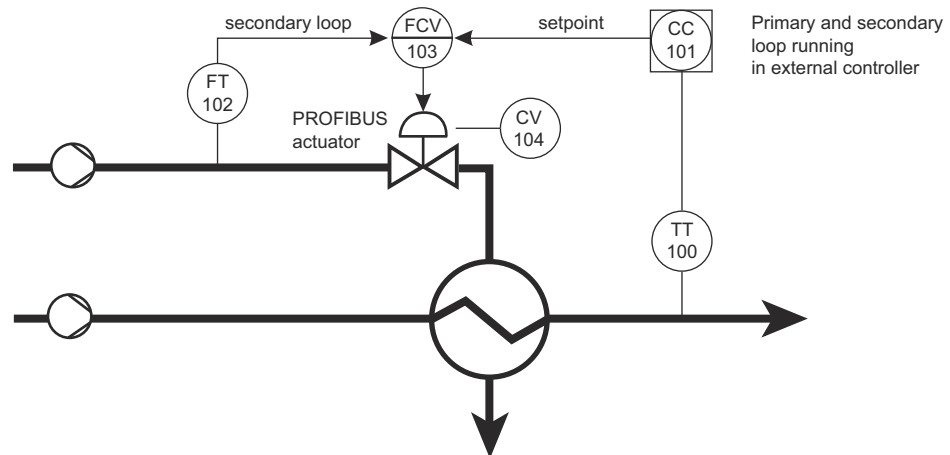 secondary loop
FCV
103
setpoint
CC
101
Primary and secondary
loop running
in external controller
FT
102
PROFIBUS
actuator
CV
104
TT
100